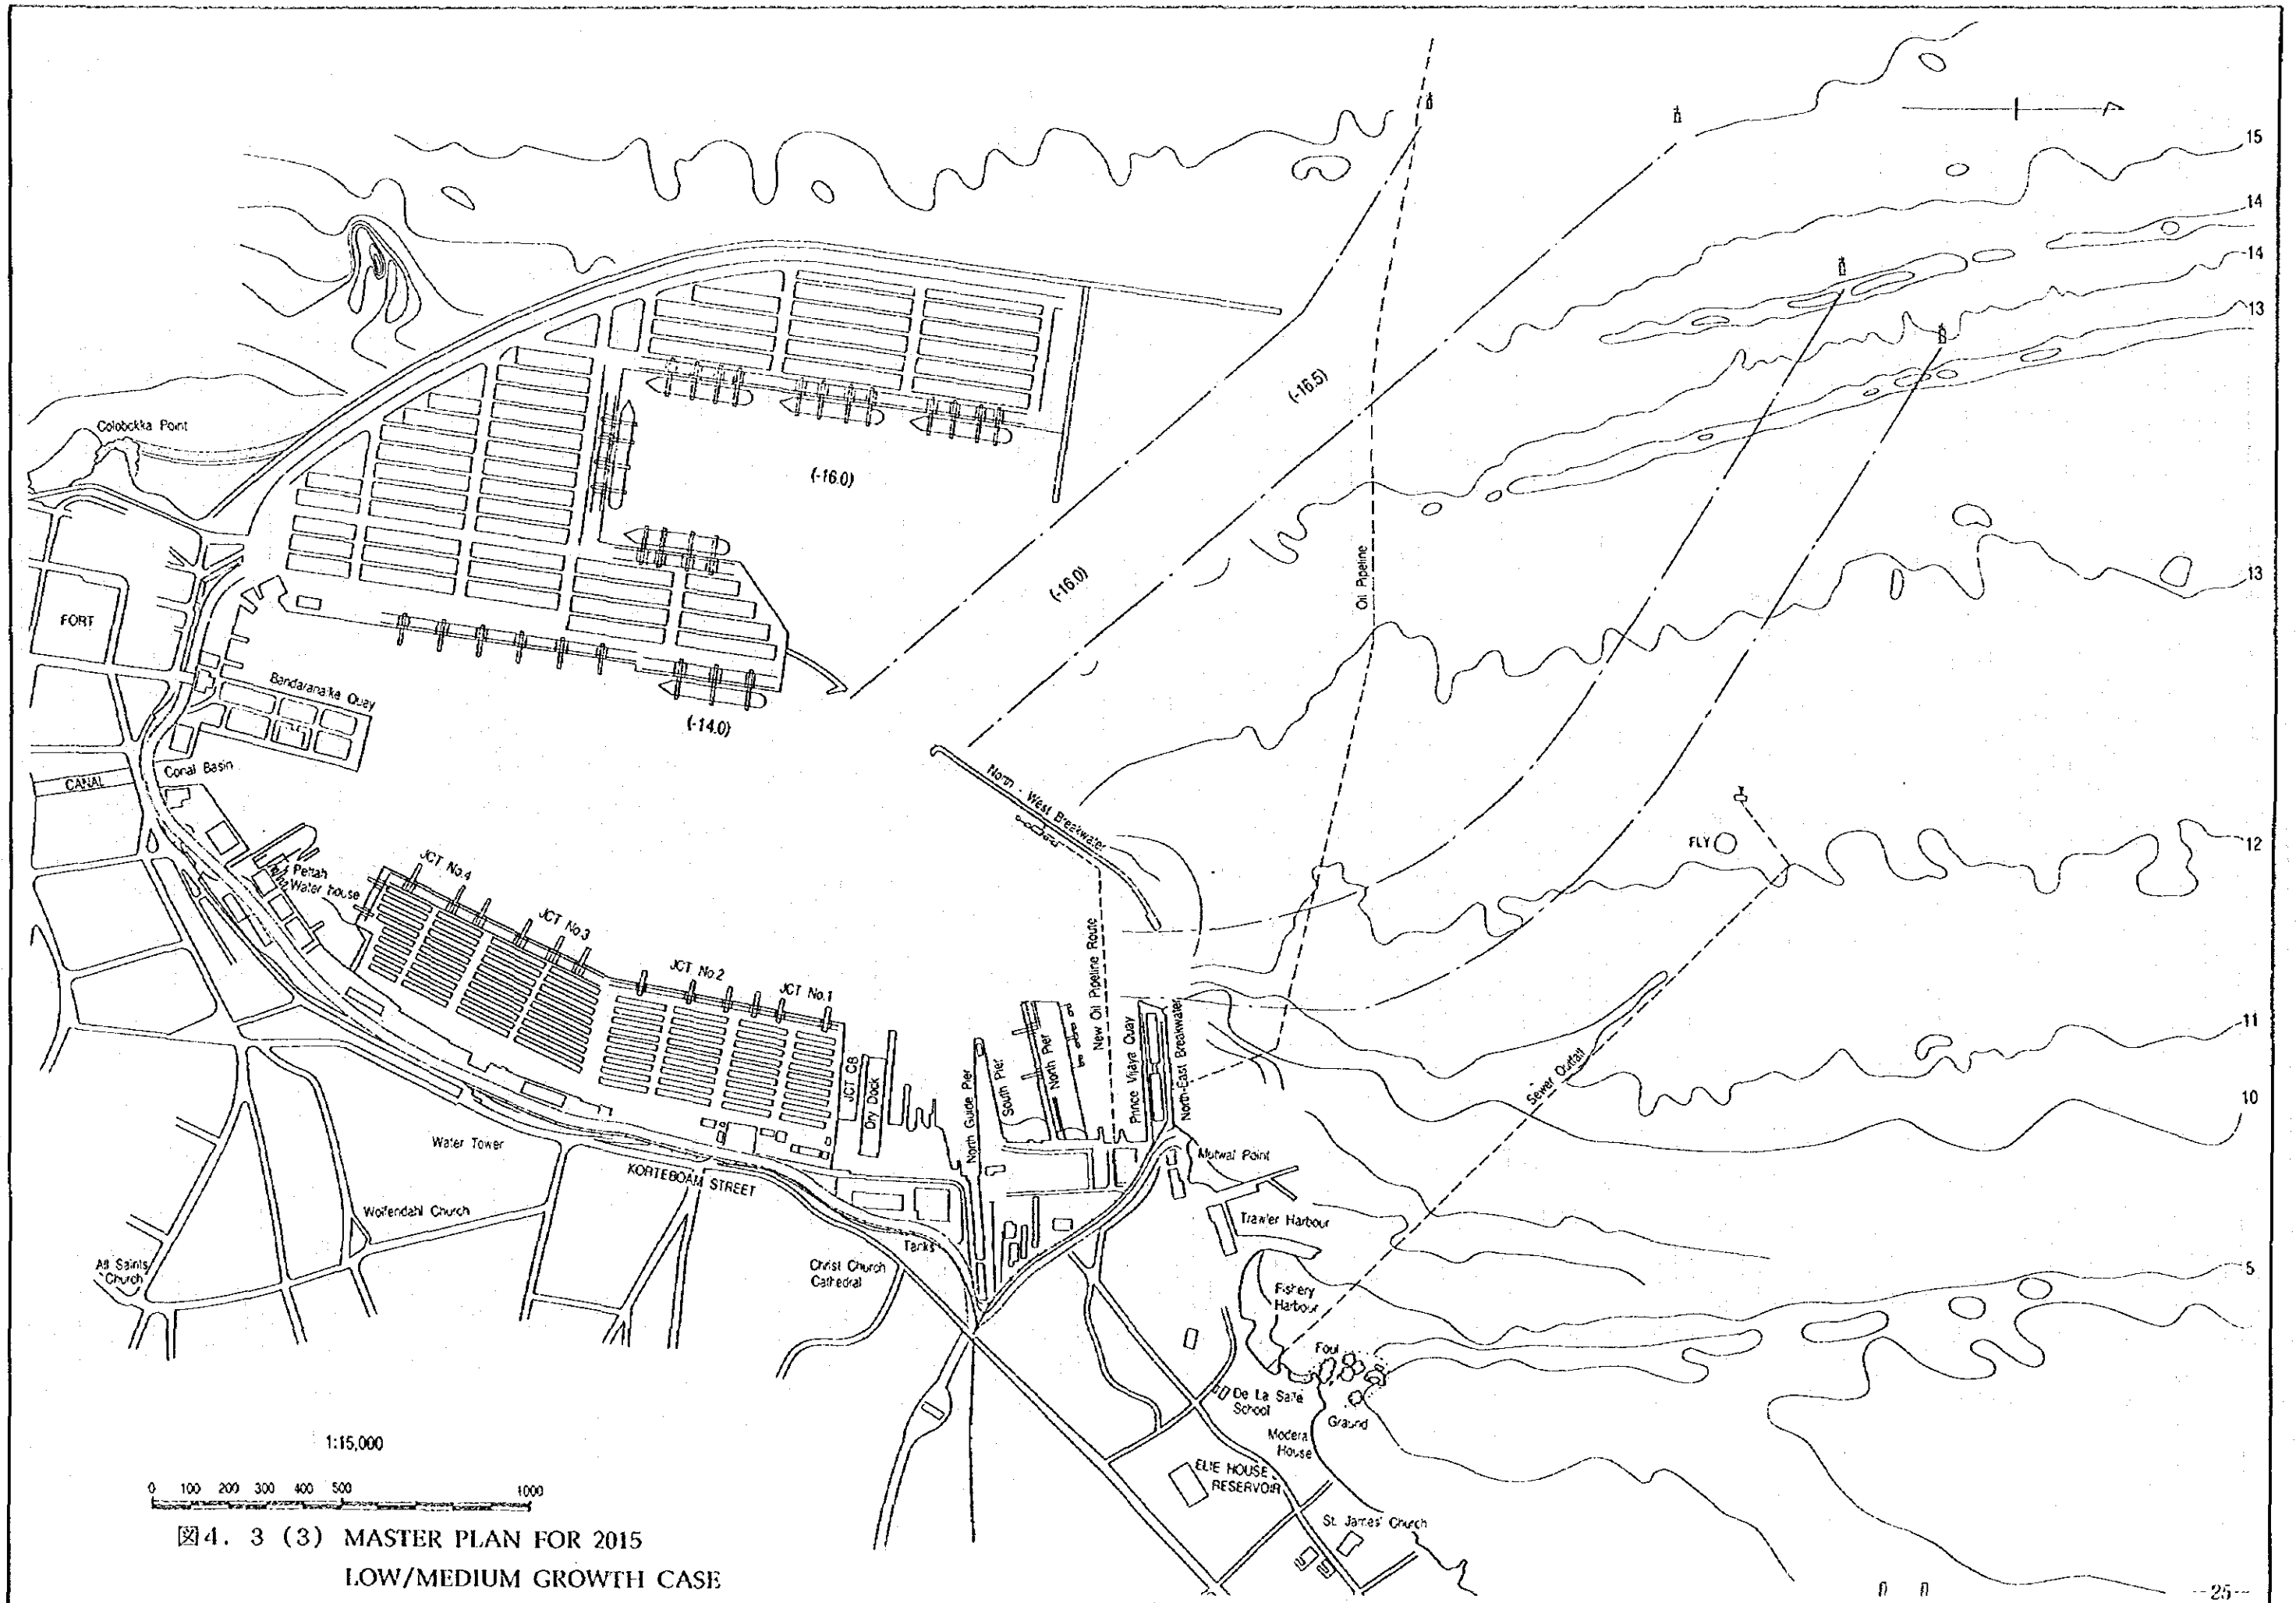 15
14
14
13
(-16.5)
Colobokka Point
(-16.0)
Oil Pipeline
(-16.0)
13
FORT
Bandaranaike Quay
(-14.0)
Conal Basin
CANAL
North - West Breakwater
FLY
12
JCT No.4
Pettah
Water house
JCT No 3
JCT No.2
JCT No.1
New Oil Pipeline Route
11
JCT CB
Dry Dock
North Guide Pier
South Pier
North Pier
Prince Vijaya Quay
North-East Breakwater
Sewer Outfall
10
Water Tower
Mutwal Point
KORTEBOAM STREET
Wolfendahl Church
Trawler Harbour
Tanks
All Saints
Church
Christ Church
Cathedral
5
Fishery
Harbour
Foul
De La Salle
School
Ground
Modera
House
1:15,000
ELIE HOUSE
RESERVOIR
0 100 200 300 400 500 1000
St. James' Church
図4. 3 (3) MASTER PLAN FOR 2015
LOW/MEDIUM GROWTH CASE
--25--